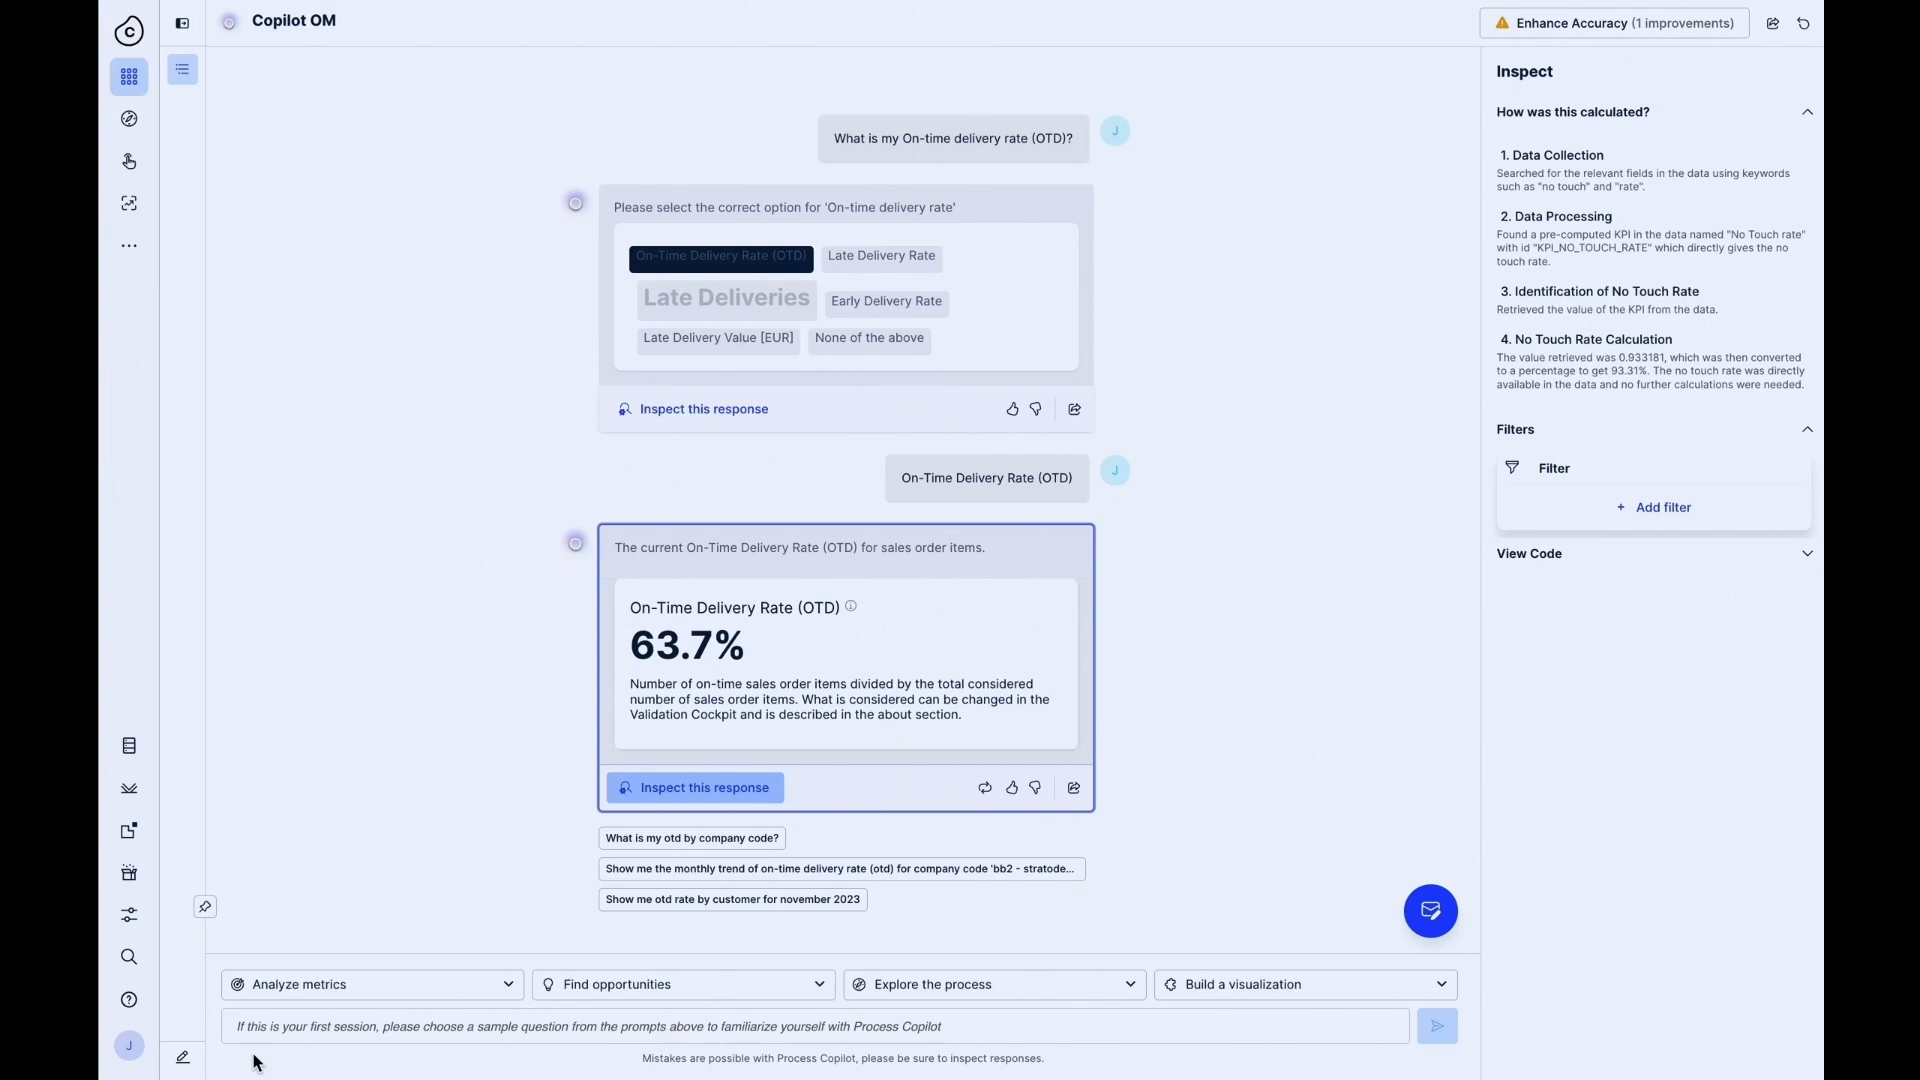 Copilot OM
Enhance Accuracy (1 improvements)
What is my On-time delivery rate (OTD)?
J
Please select the correct option for 'On-time delivery rate'
On-Time Delivery Rate (OTD)
Late Delivery Rate
Late Deliveries
Early Delivery Rate
Late Delivery Value [EUR]
None of the above
Inspect this response
On-Time Delivery Rate (OTD)
J
The current On-Time Delivery Rate (OTD) for sales order items.
On-Time Delivery Rate (OTD)
63.7%
Number of on-time sales order items divided by the total considered
number of sales order items. What is considered can be changed in the
Validation Cockpit and is described in the about section.
Inspect this response
What is my otd by company code?
Show me the monthly trend of on-time delivery rate (otd) for company code 'bb2 - stratode...
Show me otd rate by customer for november 2023
Analyze metrics
Find opportunities
Explore the process
Build a visualization
If this is your first session, please choose a sample question from the prompts above to familiarize yourself with Process Copilot
Mistakes are possible with Process Copilot, please be sure to inspect responses.
Inspect
How was this calculated?
1. Data Collection
Searched for the relevant fields in the data using keywords
such as "no touch" and "rate".
2. Data Processing
Found a pre-computed KPI in the data named "No Touch rate"
with id "KPI_NO_TOUCH_RATE" which directly gives the no
touch rate.
3. Identification of No Touch Rate
Retrieved the value of the KPI from the data.
4. No Touch Rate Calculation
The value retrieved was 0.933181, which was then converted
to a percentage to get 93.31%. The no touch rate was directly
available in the data and no further calculations were needed.
Filters
Filter
+ Add filter
View Code
C
J